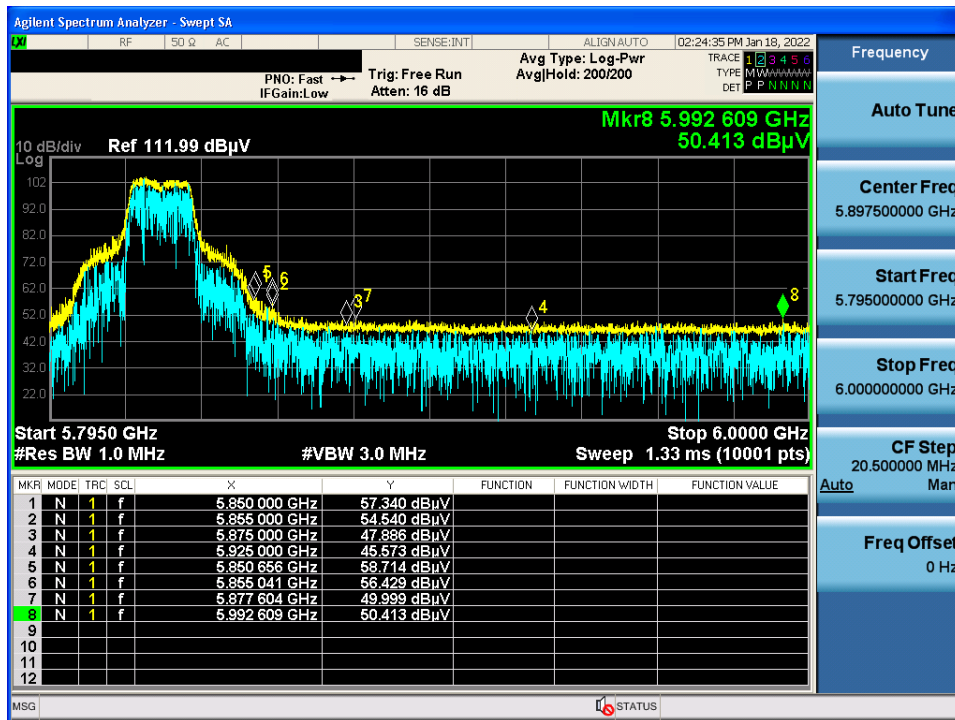 Agilent Spectrum Analyzer - Swept SA
LXI RF 50 Ω AC SENSE:INT ALIGN AUTO 02:24:35 PM Jan 18, 2022
Avg Type: Log-Pwr TRACE 1 2 3 4 5 6
PNO: Fast Trig: Free Run Avg|Hold: 200/200 TYPE M W W W W W
IFGain:Low Atten: 16 dB DET P P N N N N
Mkr8 5.992 609 GHz
10 dB/div Ref 111.99 dBµV 50.413 dBµV
Log
102
92.0
82.0
72.0
62.0
52.0
42.0
32.0
22.0
5 6
2
3 7
4
8
Start 5.7950 GHz Stop 6.0000 GHz
#Res BW 1.0 MHz #VBW 3.0 MHz Sweep 1.33 ms (10001 pts)
MKR MODE TRC SCL X Y FUNCTION FUNCTION WIDTH FUNCTION VALUE
1 N 1 f 5.850 000 GHz 57.340 dBµV
2 N 1 f 5.855 000 GHz 54.540 dBµV
3 N 1 f 5.875 000 GHz 47.886 dBµV
4 N 1 f 5.925 000 GHz 45.573 dBµV
5 N 1 f 5.850 656 GHz 58.714 dBµV
6 N 1 f 5.855 041 GHz 56.429 dBµV
7 N 1 f 5.877 604 GHz 49.999 dBµV
8 N 1 f 5.992 609 GHz 50.413 dBµV
9
10
11
12
MSG STATUS
Frequency
Auto Tune
Center Freq
5.897500000 GHz
Start Freq
5.795000000 GHz
Stop Freq
6.000000000 GHz
CF Step
20.500000 MHz
Auto Man
Freq Offset
0 Hz